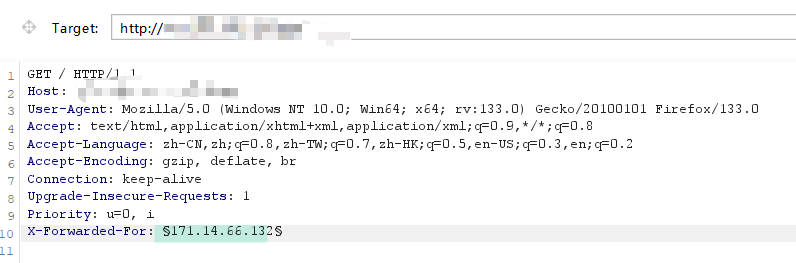 Target: http://
1 GET / HTTP/1.1
2 Host:
3 User-Agent: Mozilla/5.0 (Windows NT 10.0; Win64; x64; rv:133.0) Gecko/20100101 Firefox/133.0
4 Accept: text/html,application/xhtml+xml,application/xml;q=0.9,*/*;q=0.8
5 Accept-Language: zh-CN,zh;q=0.8,zh-TW;q=0.7,zh-HK;q=0.5,en-US;q=0.3,en;q=0.2
6 Accept-Encoding: gzip, deflate, br
7 Connection: keep-alive
8 Upgrade-Insecure-Requests: 1
9 Priority: u=0, i
10 X-Forwarded-For: §171.14.66.132§
11